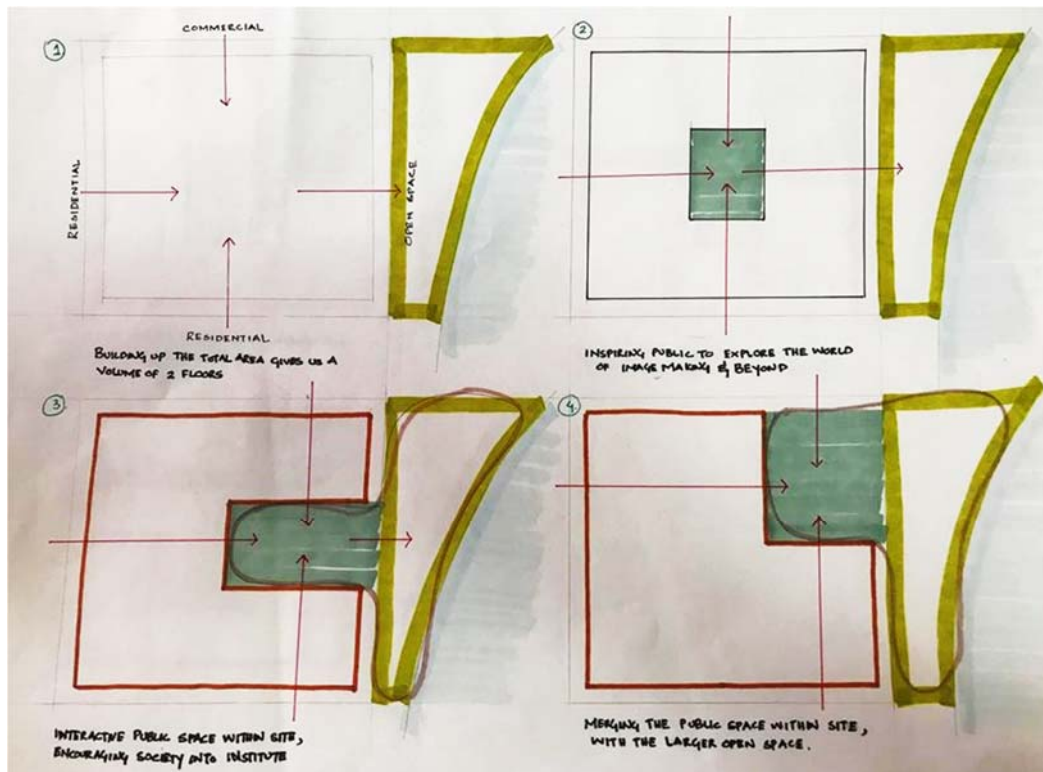 1
COMMERCIAL
RESIDENTIAL
OPEN SPACE
RESIDENTIAL
BUILDING UP THE TOTAL AREA GIVES US A
VOLUME OF 2 FLOORS
2
INSPIRING PUBLIC TO EXPLORE THE WORLD
OF IMAGE MAKING & BEYOND
3
INTERACTIVE PUBLIC SPACE WITHIN SITE,
ENCOURAGING SOCIETY INTO INSTITUTE
4.
MERGING THE PUBLIC SPACE WITHIN SITE,
WITH THE LARGER OPEN SPACE.